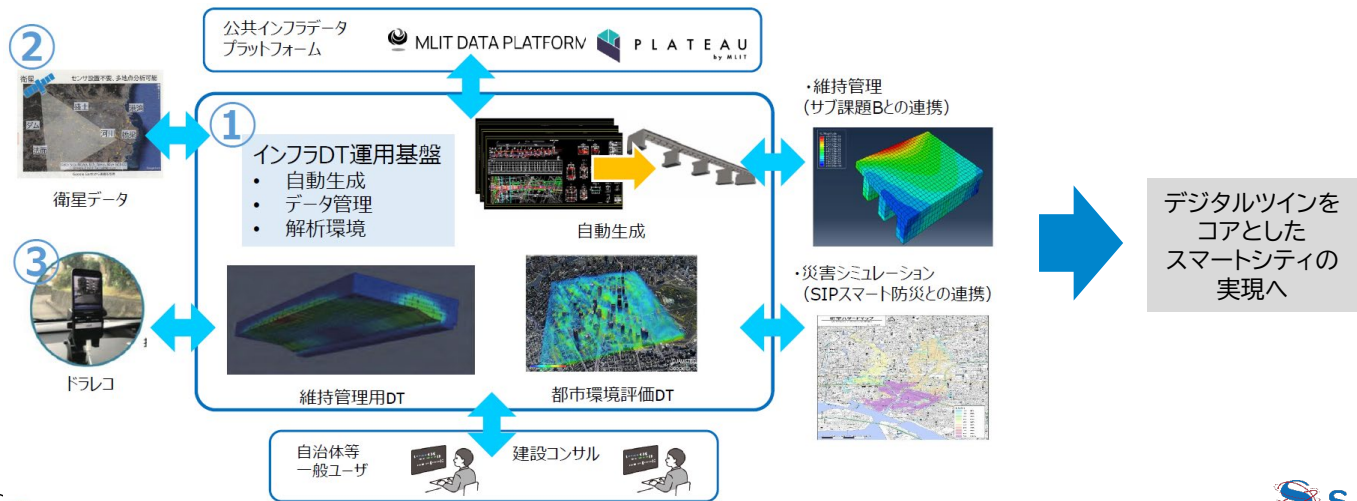 公共インフラデータ
プラットフォーム
MLIT DATA PLATFORM
PLATEAU
by MLIT
②
衛星
センサ設置不要、多地点分析可能
ダム
衛星データ
①
インフラDT運用基盤
• 自動生成
• データ管理
• 解析環境
自動生成
・維持管理
(サブ課題Bとの連携)
③
ドラレコ
維持管理用DT
都市環境評価DT
・災害シミュレーション
(SIPスマート防災との連携)
自治体等
一般ユーザ
建設コンサル
デジタルツインを
コアとした
スマートシティの
実現へ